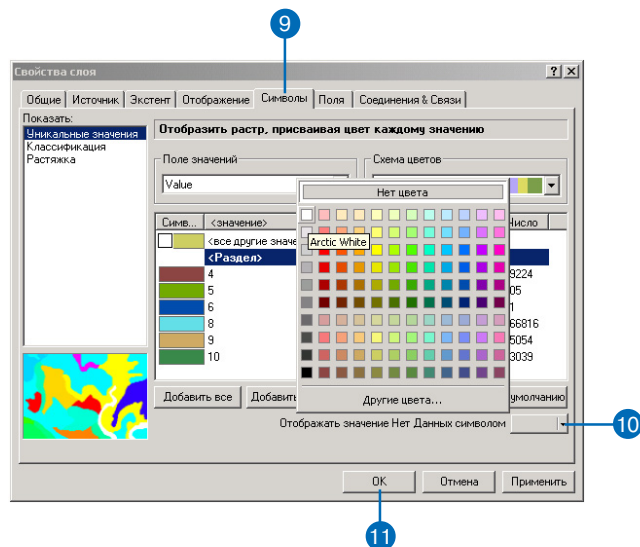 9
Свойства слоя
Общие Источник Экстент Отображение Символы Поля Соединения & Связи
Показать:
Уникальные значения
Классификация
Растяжка
Отобразить растр, присваивая цвет каждому значению
Поле значений
Схема цветов
Value
Нет цвета
Симв... <значение> Число
<все другие значе
Arctic White
<Раздел>
4 9224
5 05
6 1
8 66816
9 5054
10 3039
Добавить все Добавить умолчанию
Другие цвета...
Отображать значение Нет Данных символом
10
OK Отмена Применить
11